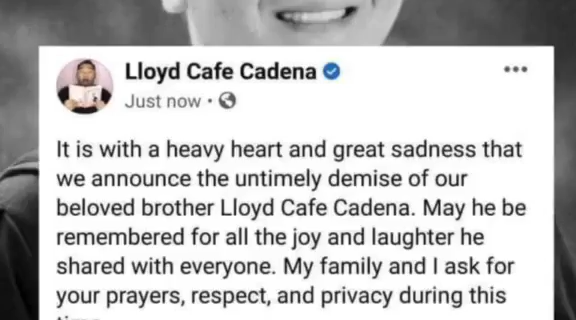 Lloyd Cafe Cadena
Just now
It is with a heavy heart and great sadness that
we announce the untimely demise of our
beloved brother Lloyd Cafe Cadena. May he be
remembered for all the joy and laughter he
shared with everyone. My family and I ask for
your prayers, respect, and privacy during this